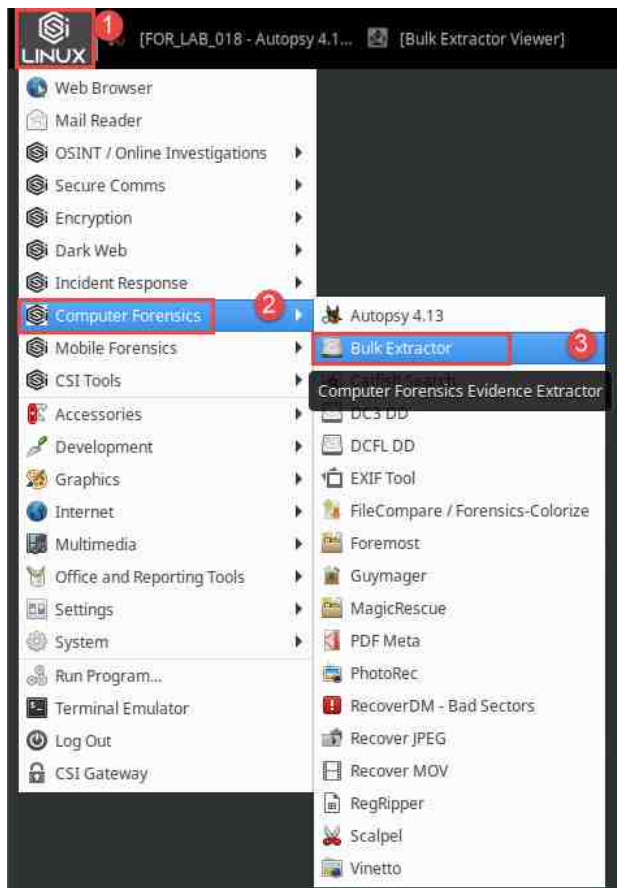 Si
LINUX
1
[FOR_LAB_018 - Autopsy 4.1...
[Bulk Extractor Viewer]
Web Browser
Mail Reader
OSINT / Online Investigations
Secure Comms
Encryption
Dark Web
Incident Response
Computer Forensics
2
Mobile Forensics
CSI Tools
Accessories
Development
Graphics
Internet
Multimedia
Office and Reporting Tools
Settings
System
Run Program...
Terminal Emulator
Log Out
CSI Gateway
Autopsy 4.13
Bulk Extractor
3
Computer Forensics Evidence Extractor
DC3 DD
DCFL DD
EXIF Tool
FileCompare / Forensics-Colorize
Foremost
Guymager
MagicRescue
PDF Meta
PhotoRec
RecoverDM - Bad Sectors
Recover JPEG
Recover MOV
RegRipper
Scalpel
Vinetto